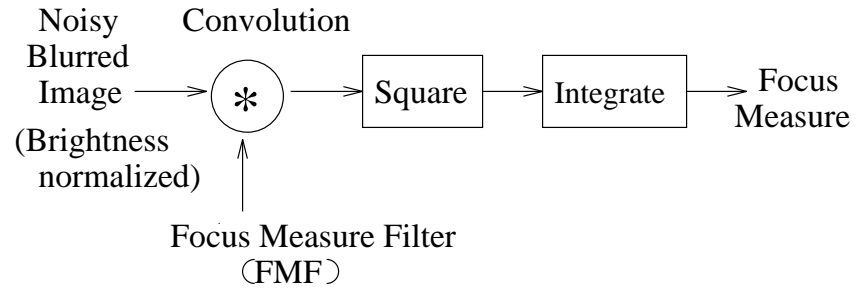 Noisy
Blurred
Image
(Brightness
normalized)
Convolution
*
Square
Integrate
Focus
Measure
Focus Measure Filter
(FMF)